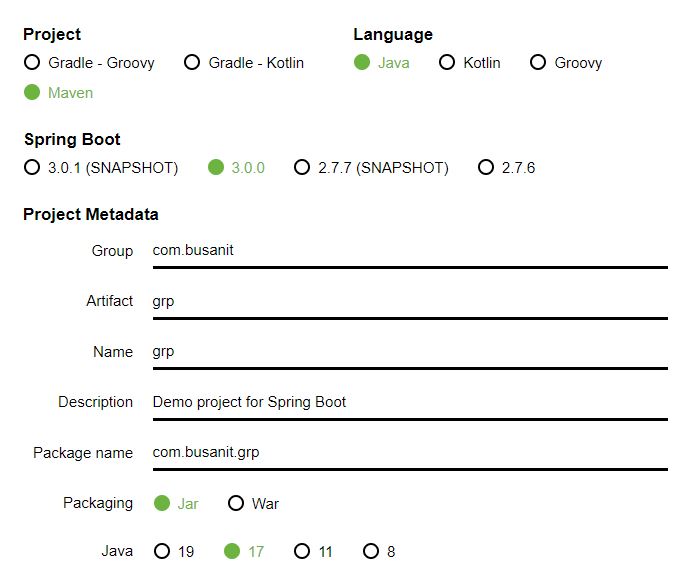 Project
Gradle - Groovy Gradle - Kotlin
Maven
Language
Java Kotlin Groovy
Spring Boot
3.0.1 (SNAPSHOT) 3.0.0 2.7.7 (SNAPSHOT) 2.7.6
Project Metadata
Group com.busanit
Artifact grp
Name grp
Description Demo project for Spring Boot
Package name com.busanit.grp
Packaging Jar War
Java 19 17 11 8